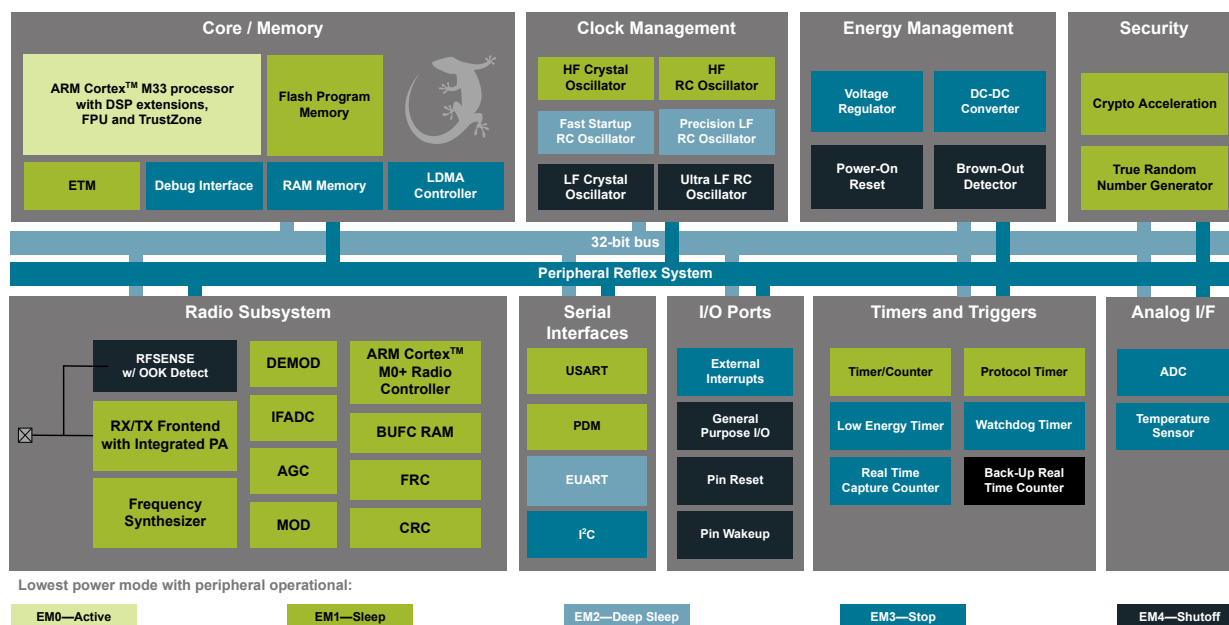 Core / Memory
ARM Cortex™ M33 processor
with DSP extensions,
FPU and TrustZone
Flash Program
Memory
ETM
Debug Interface
RAM Memory
LDMA
Controller
Clock Management
HF Crystal
Oscillator
HF
RC Oscillator
Fast Startup
RC Oscillator
Precision LF
RC Oscillator
LF Crystal
Oscillator
Ultra LF RC
Oscillator
Energy Management
Voltage
Regulator
DC-DC
Converter
Power-On
Reset
Brown-Out
Detector
Security
Crypto Acceleration
True Random
Number Generator
32-bit bus
Peripheral Reflex System
Radio Subsystem
RFSENSE
w/ OOK Detect
RX/TX Frontend
with Integrated PA
Frequency
Synthesizer
DEMOD
IFADC
AGC
MOD
ARM Cortex™
M0+ Radio
Controller
BUFC RAM
FRC
CRC
Serial
Interfaces
USART
PDM
EUART
I²C
I/O Ports
External
Interrupts
General
Purpose I/O
Pin Reset
Pin Wakeup
Timers and Triggers
Timer/Counter
Protocol Timer
Low Energy Timer
Watchdog Timer
Real Time
Capture Counter
Back-Up Real
Time Counter
Analog I/F
ADC
Temperature
Sensor
Lowest power mode with peripheral operational:
EM0—Active
EM1—Sleep
EM2—Deep Sleep
EM3—Stop
EM4—Shutoff